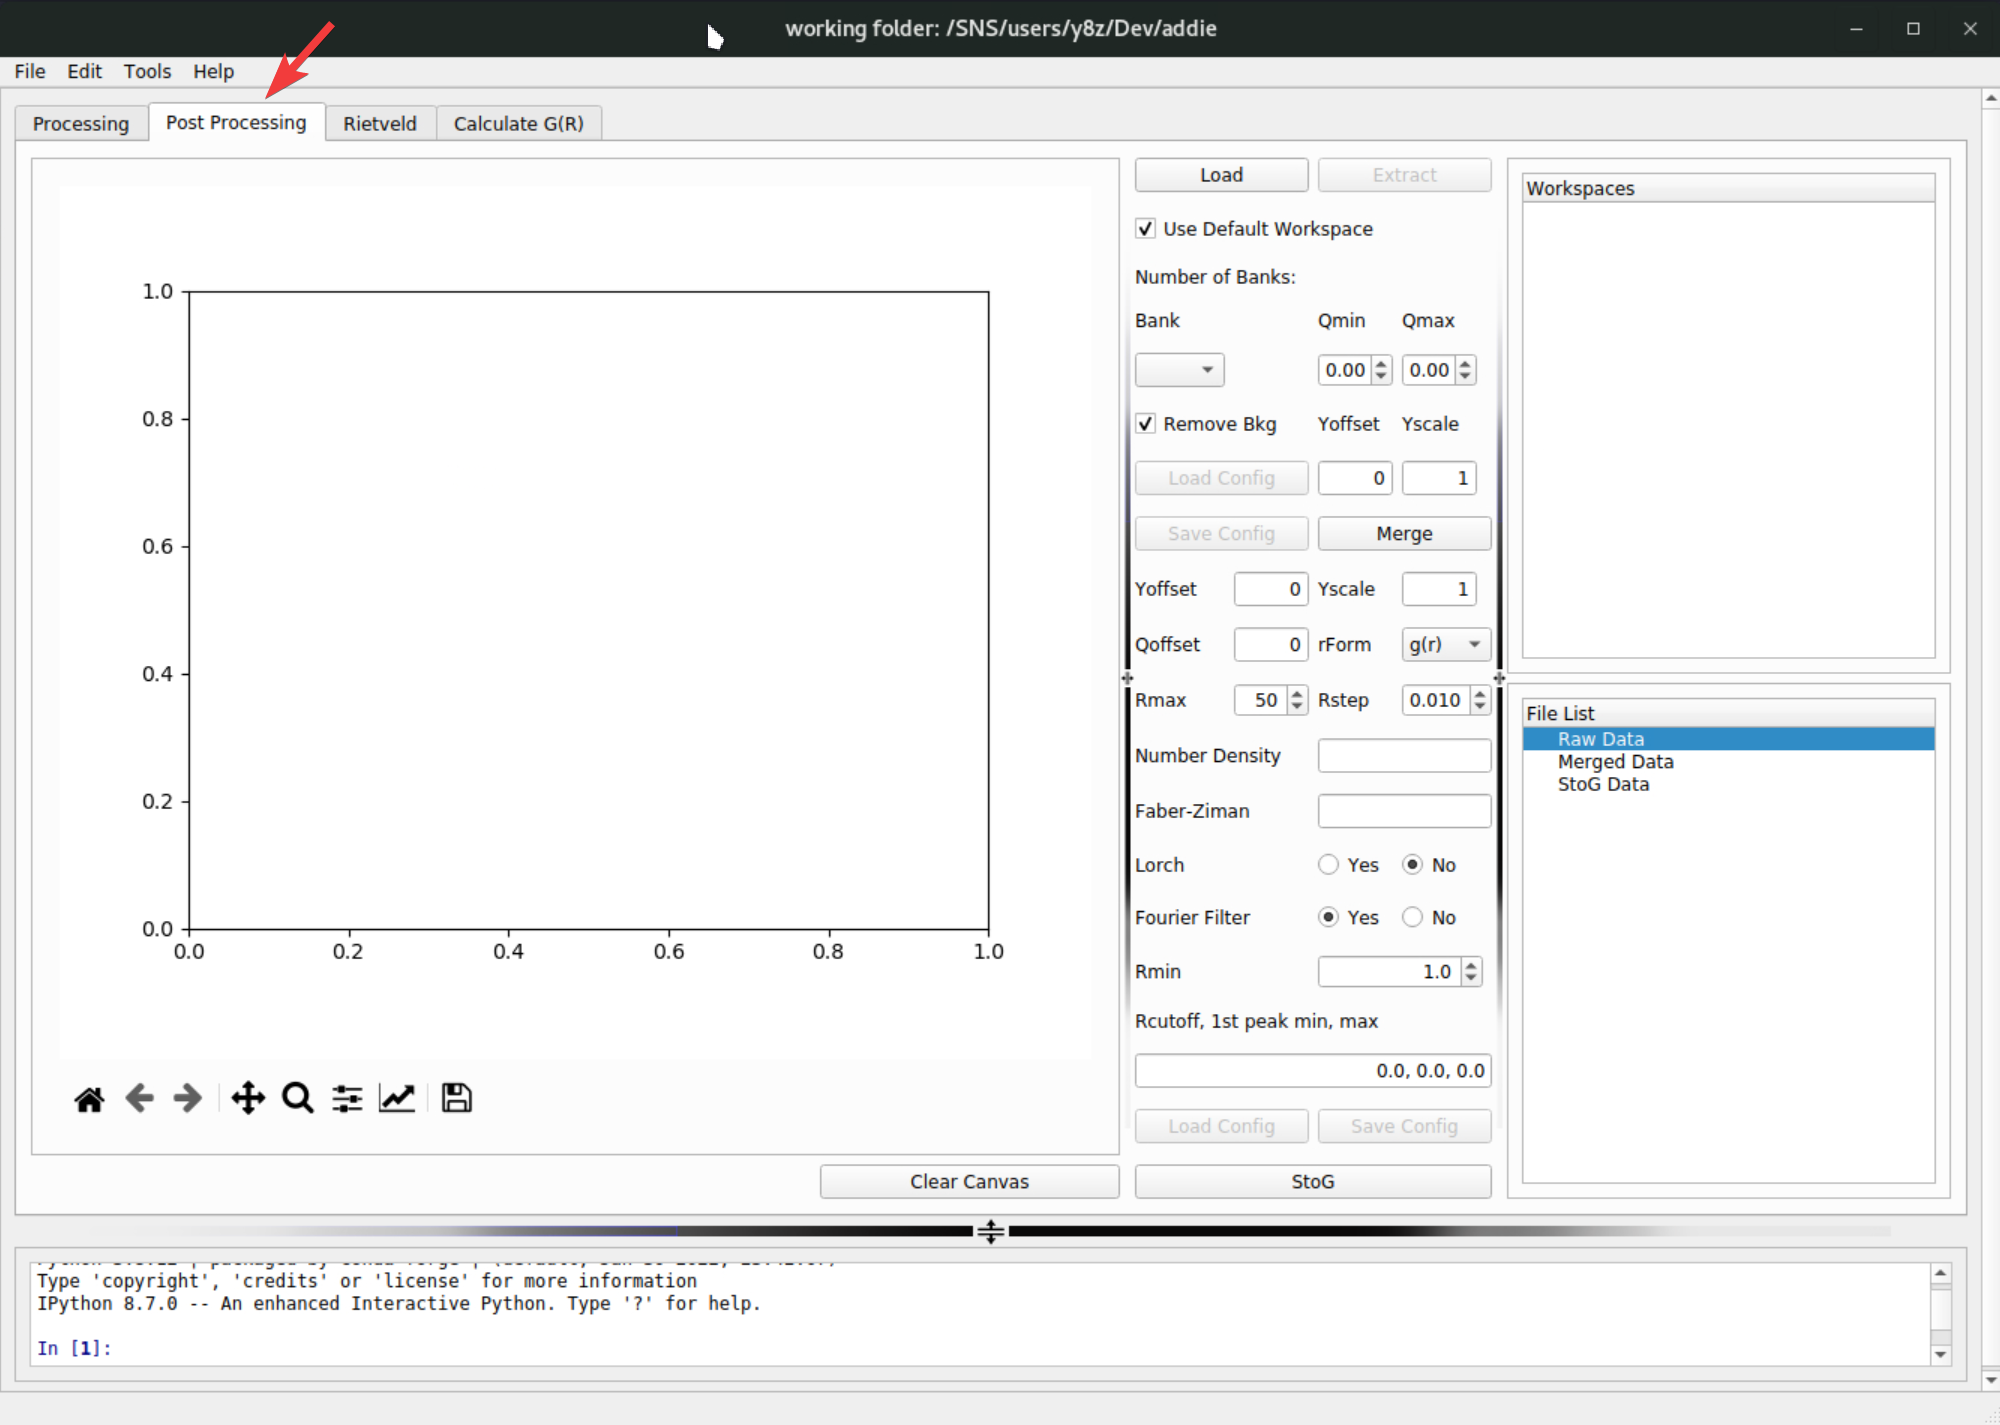 working folder: /SNS/users/y8z/Dev/addie
File Edit Tools Help
Processing Post Processing Rietveld Calculate G(R)
1.0
0.8
0.6
0.4
0.2
0.0
0.0 0.2 0.4 0.6 0.8 1.0
Clear Canvas
Load Extract
Use Default Workspace
Number of Banks:
Bank Qmin Qmax
0.00 0.00
Remove Bkg Yoffset Yscale
Load Config 0 1
Save Config Merge
Yoffset 0 Yscale 1
Qoffset 0 rForm g(r)
Rmax 50 Rstep 0.010
Number Density
Faber-Ziman
Lorch Yes No
Fourier Filter Yes No
Rmin 1.0
Rcutoff, 1st peak min, max
0.0, 0.0, 0.0
Load Config Save Config
StoG
Workspaces
File List
Raw Data
Merged Data
StoG Data
Type 'copyright', 'credits' or 'license' for more information
IPython 8.7.0 -- An enhanced Interactive Python. Type '?' for help.
In [1]: